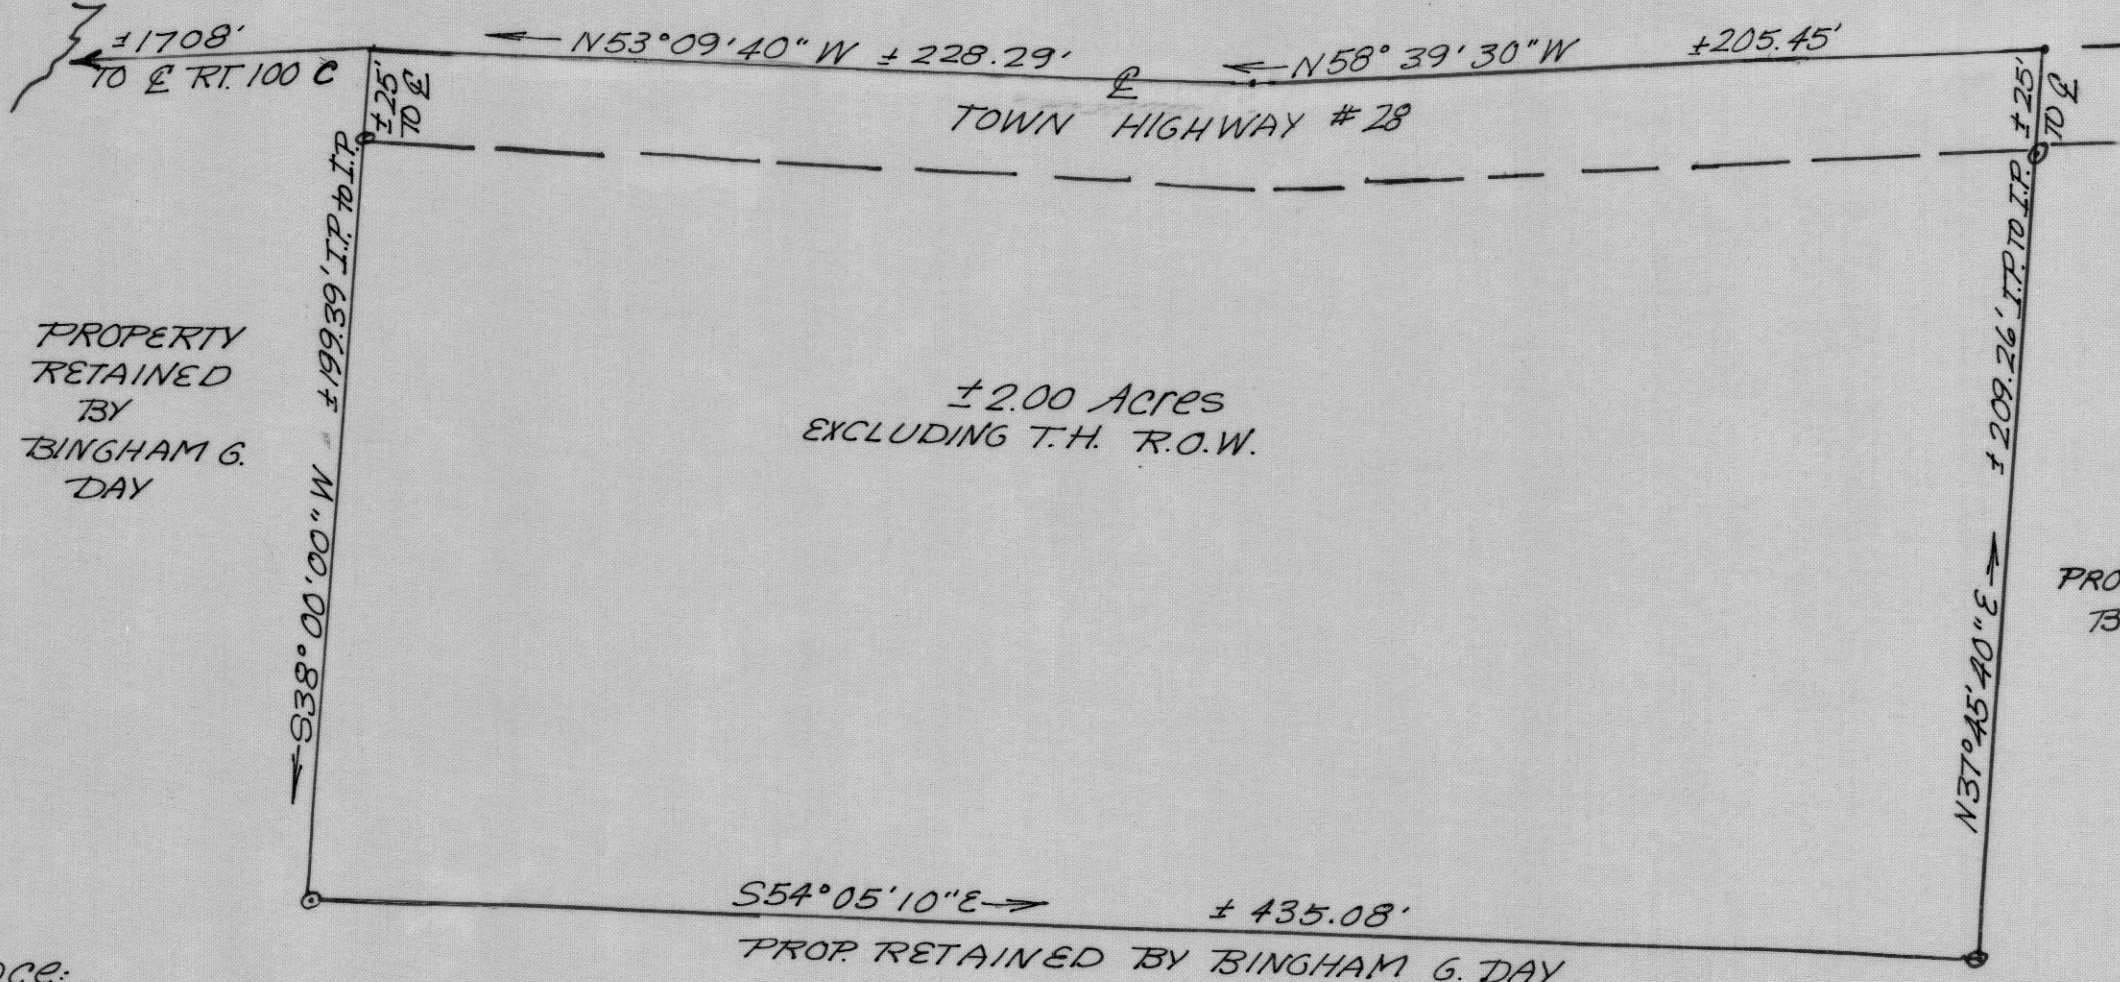 ±1708'
TO ℄ RT. 100 C
N53°09'40"W ±228.29'
N58°39'30"W ±205.45'
℄
TOWN HIGHWAY #28
±25'
TO ℄
±25'
TO ℄
S38°00'00"W ±199.39' I.P. to I.P.
N37°45'40"E ±209.26' I.P. TO I.P.
PROPERTY
RETAINED
BY
BINGHAM G.
DAY
±2.00 Acres
EXCLUDING T.H. R.O.W.
PRO
B
S54°05'10"E ±435.08'
PROP. RETAINED BY BINGHAM G. DAY